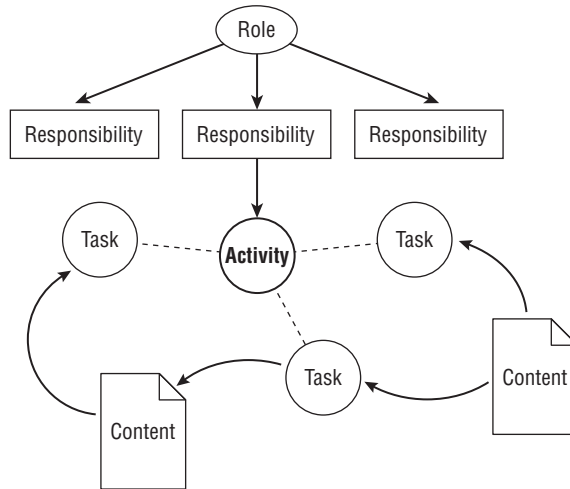 Role
Responsibility
Responsibility
Responsibility
Task
Activity
Task
Task
Content
Content